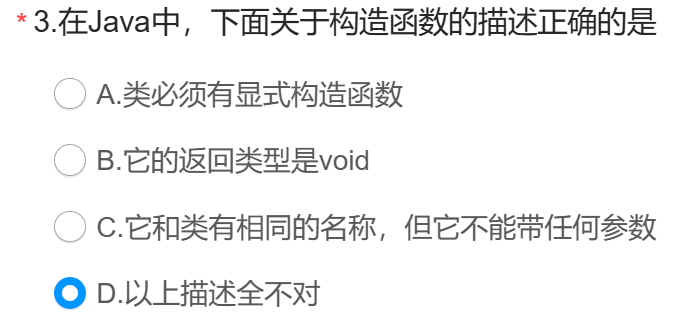 * 3.在Java中，下面关于构造函数的描述正确的是
A.类必须有显式构造函数
B.它的返回类型是void
C.它和类有相同的名称，但它不能带任何参数
D.以上描述全不对